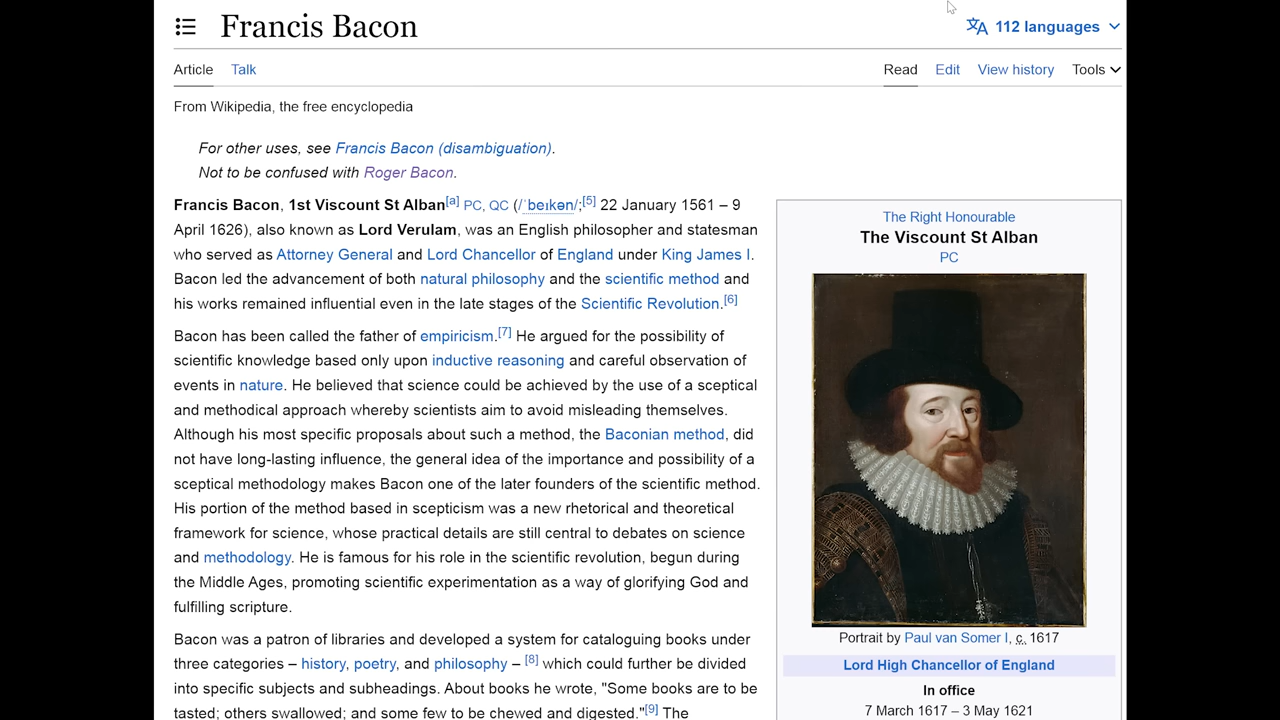 Francis Bacon
112 languages
Article Talk Read Edit View history Tools
From Wikipedia, the free encyclopedia
For other uses, see Francis Bacon (disambiguation).
Not to be confused with Roger Bacon.
Francis Bacon, 1st Viscount St Alban[a] PC, QC (/ˈbeɪkən/;[5] 22 January 1561 – 9
April 1626), also known as Lord Verulam, was an English philosopher and statesman
who served as Attorney General and Lord Chancellor of England under King James I.
Bacon led the advancement of both natural philosophy and the scientific method and
his works remained influential even in the late stages of the Scientific Revolution.[6]
Bacon has been called the father of empiricism.[7] He argued for the possibility of
scientific knowledge based only upon inductive reasoning and careful observation of
events in nature. He believed that science could be achieved by the use of a sceptical
and methodical approach whereby scientists aim to avoid misleading themselves.
Although his most specific proposals about such a method, the Baconian method, did
not have long-lasting influence, the general idea of the importance and possibility of a
sceptical methodology makes Bacon one of the later founders of the scientific method.
His portion of the method based in scepticism was a new rhetorical and theoretical
framework for science, whose practical details are still central to debates on science
and methodology. He is famous for his role in the scientific revolution, begun during
the Middle Ages, promoting scientific experimentation as a way of glorifying God and
fulfilling scripture.
Bacon was a patron of libraries and developed a system for cataloguing books under
three categories – history, poetry, and philosophy – [8] which could further be divided
into specific subjects and subheadings. About books he wrote, "Some books are to be
tasted; others swallowed; and some few to be chewed and digested."[9] The
The Right Honourable
The Viscount St Alban
PC
Portrait by Paul van Somer I, c. 1617
Lord High Chancellor of England
In office
7 March 1617 – 3 May 1621